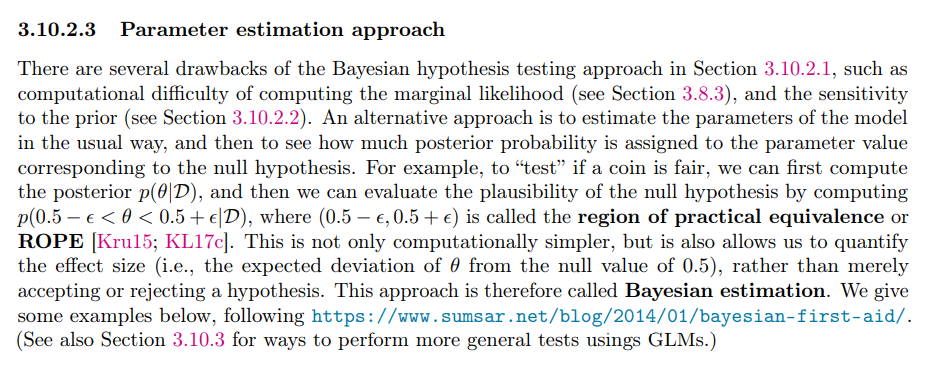 3.10.2.3 Parameter estimation approach
There are several drawbacks of the Bayesian hypothesis testing approach in Section 3.10.2.1, such as
computational difficulty of computing the marginal likelihood (see Section 3.8.3), and the sensitivity
to the prior (see Section 3.10.2.2). An alternative approach is to estimate the parameters of the model
in the usual way, and then to see how much posterior probability is assigned to the parameter value
corresponding to the null hypothesis. For example, to “test” if a coin is fair, we can first compute
the posterior p(θ|𝒟), and then we can evaluate the plausibility of the null hypothesis by computing
p(0.5 − ϵ < θ < 0.5 + ϵ|𝒟), where (0.5 − ϵ, 0.5 + ϵ) is called the region of practical equivalence or
ROPE [Kru15; KL17c]. This is not only computationally simpler, but is also allows us to quantify
the effect size (i.e., the expected deviation of θ from the null value of 0.5), rather than merely
accepting or rejecting a hypothesis. This approach is therefore called Bayesian estimation. We give
some examples below, following https://www.sumsar.net/blog/2014/01/bayesian-first-aid/.
(See also Section 3.10.3 for ways to perform more general tests usings GLMs.)